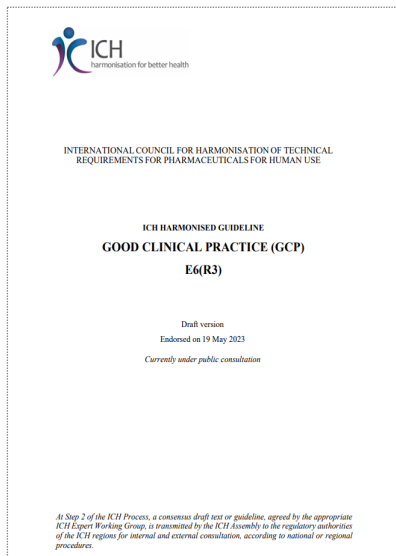 ICH
harmonisation for better health
INTERNATIONAL COUNCIL FOR HARMONISATION OF TECHNICAL
REQUIREMENTS FOR PHARMACEUTICALS FOR HUMAN USE
ICH HARMONISED GUIDELINE
GOOD CLINICAL PRACTICE (GCP)
E6(R3)
Draft version
Endorsed on 19 May 2023
Currently under public consultation
At Step 2 of the ICH Process, a consensus draft text or guideline, agreed by the appropriate
ICH Expert Working Group, is transmitted by the ICH Assembly to the regulatory authorities
of the ICH regions for internal and external consultation, according to national or regional
procedures.